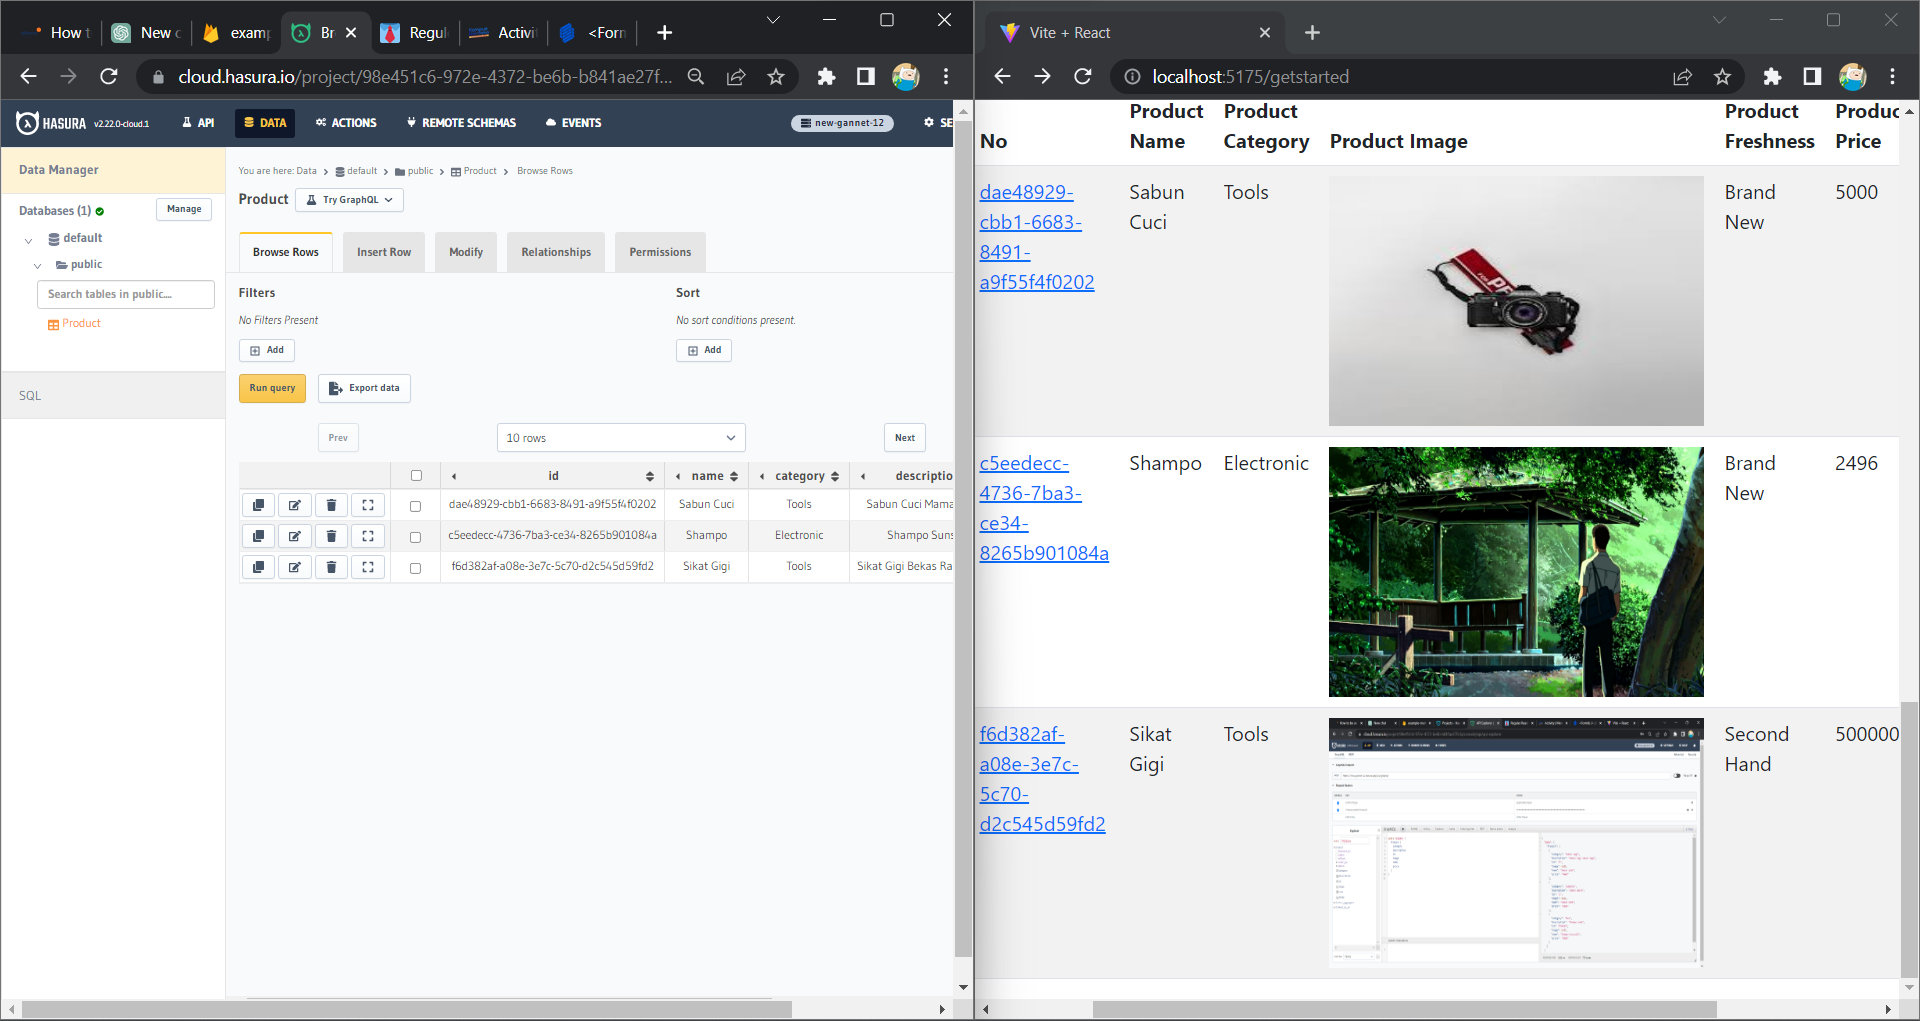 How t
New c
examp
Br
Regul
Activi
<Forn
cloud.hasura.io/project/98e451c6-972e-4372-be6b-b841ae27f...
HASURA v2.22.0-cloud.1
API
DATA
ACTIONS
REMOTE SCHEMAS
EVENTS
new-gannet-12
SE
Data Manager
Databases (1)
Manage
default
public
Search tables in public....
Product
SQL
You are here: Data > default > public > Product > Browse Rows
Product
Try GraphQL
Browse Rows
Insert Row
Modify
Relationships
Permissions
Filters
Sort
No Filters Present
No sort conditions present.
Add
Add
Run query
Export data
Prev
10 rows
Next
id name category descriptio
dae48929-cbb1-6683-8491-a9f55f4f0202 Sabun Cuci Tools Sabun Cuci Mama
c5eedecc-4736-7ba3-ce34-8265b901084a Shampo Electronic Shampo Suns
f6d382af-a08e-3e7c-5c70-d2c545d59fd2 Sikat Gigi Tools Sikat Gigi Bekas Ra
Vite + React
localhost:5175/getstarted
No
Product
Name
Product
Category
Product Image
Product
Freshness
Produc
Price
dae48929-
cbb1-6683-
8491-
a9f55f4f0202
Sabun
Cuci
Tools
Brand
New
5000
c5eedecc-
4736-7ba3-
ce34-
8265b901084a
Shampo
Electronic
Brand
New
2496
f6d382af-
a08e-3e7c-
5c70-
d2c545d59fd2
Sikat
Gigi
Tools
Second
Hand
500000